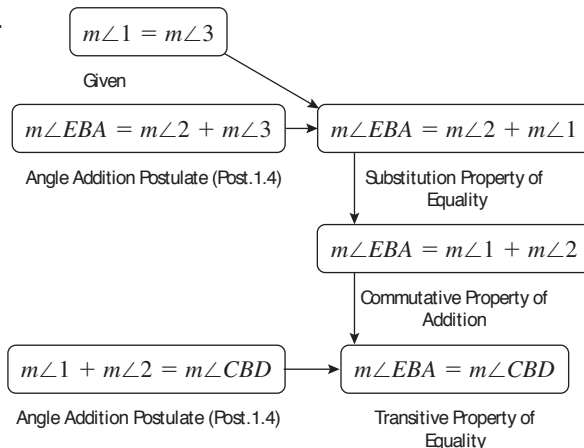 m∠1 = m∠3
Given
m∠EBA = m∠2 + m∠3
Angle Addition Postulate (Post.1.4)
m∠EBA = m∠2 + m∠1
Substitution Property of
Equality
m∠EBA = m∠1 + m∠2
Commutative Property of
Addition
m∠1 + m∠2 = m∠CBD
Angle Addition Postulate (Post.1.4)
m∠EBA = m∠CBD
Transitive Property of
Equality